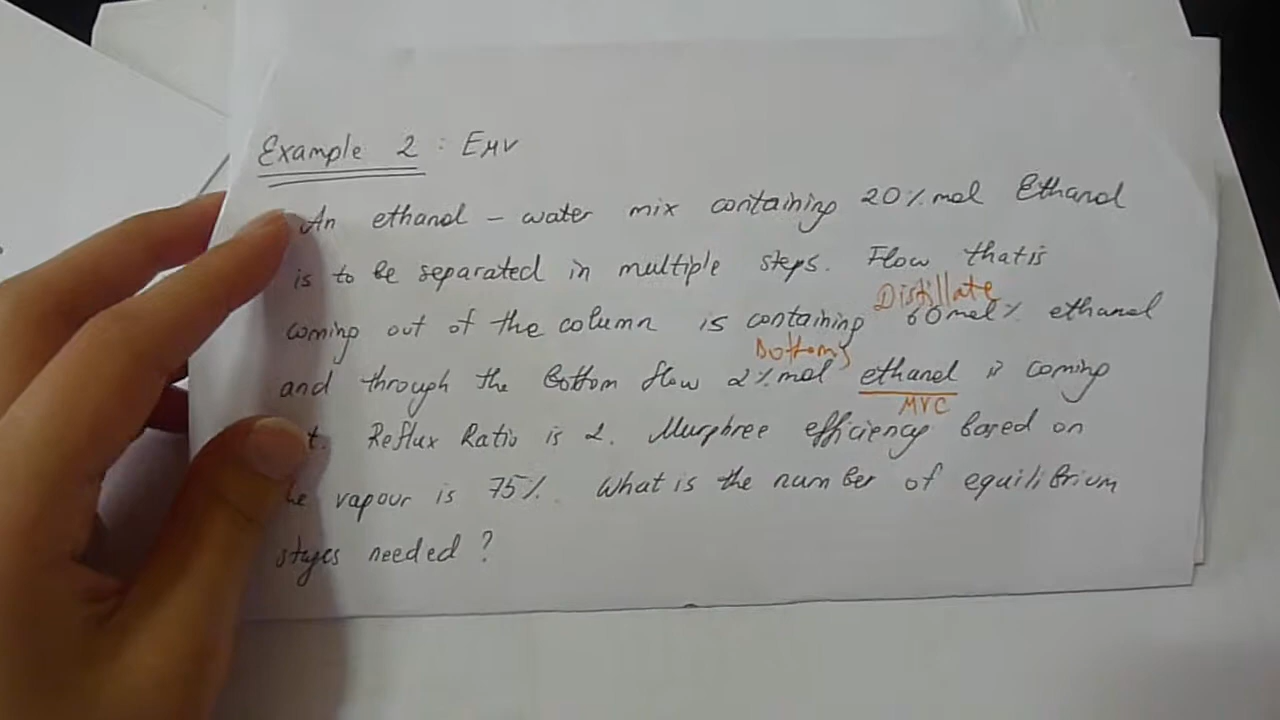 Example 2 : EMV
An ethanol - water mix containing 20%mol Ethanol
is to be separated in multiple steps. Flow that is
Distillate
coming out of the column is containing 60mol% ethanol
Bottoms
and through the bottom flow 2%mol ethanol is coming
MVC
t. Reflux Ratio is 2. Murphree efficiency based on
he vapour is 75%. What is the number of equilibrium
stages needed?